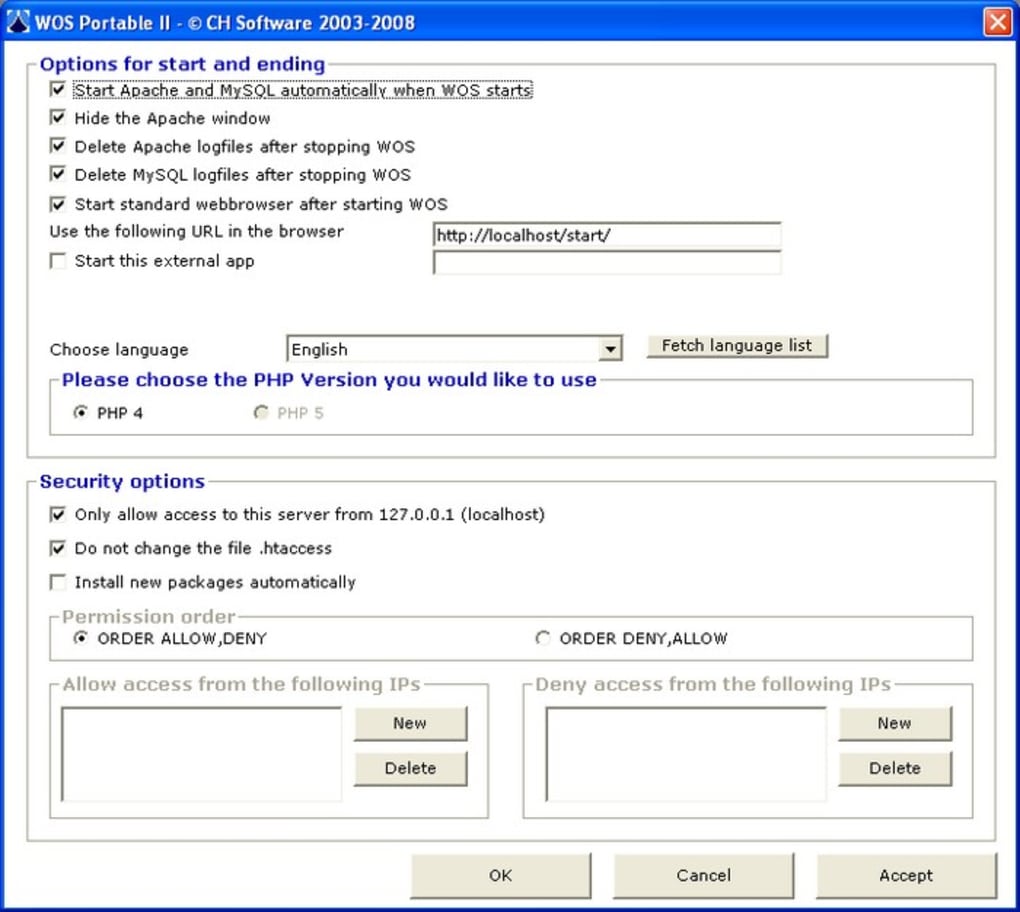 WOS Portable II - © CH Software 2003-2008
Options for start and ending
Start Apache and MySQL automatically when WOS starts
Hide the Apache window
Delete Apache logfiles after stopping WOS
Delete MySQL logfiles after stopping WOS
Start standard webbrowser after starting WOS
Use the following URL in the browser http://localhost/start/
Start this external app
Choose language English Fetch language list
Please choose the PHP Version you would like to use
PHP 4 PHP 5
Security options
Only allow access to this server from 127.0.0.1 (localhost)
Do not change the file .htaccess
Install new packages automatically
Permission order
ORDER ALLOW,DENY ORDER DENY,ALLOW
Allow access from the following IPs Deny access from the following IPs
New New
Delete Delete
OK Cancel Accept